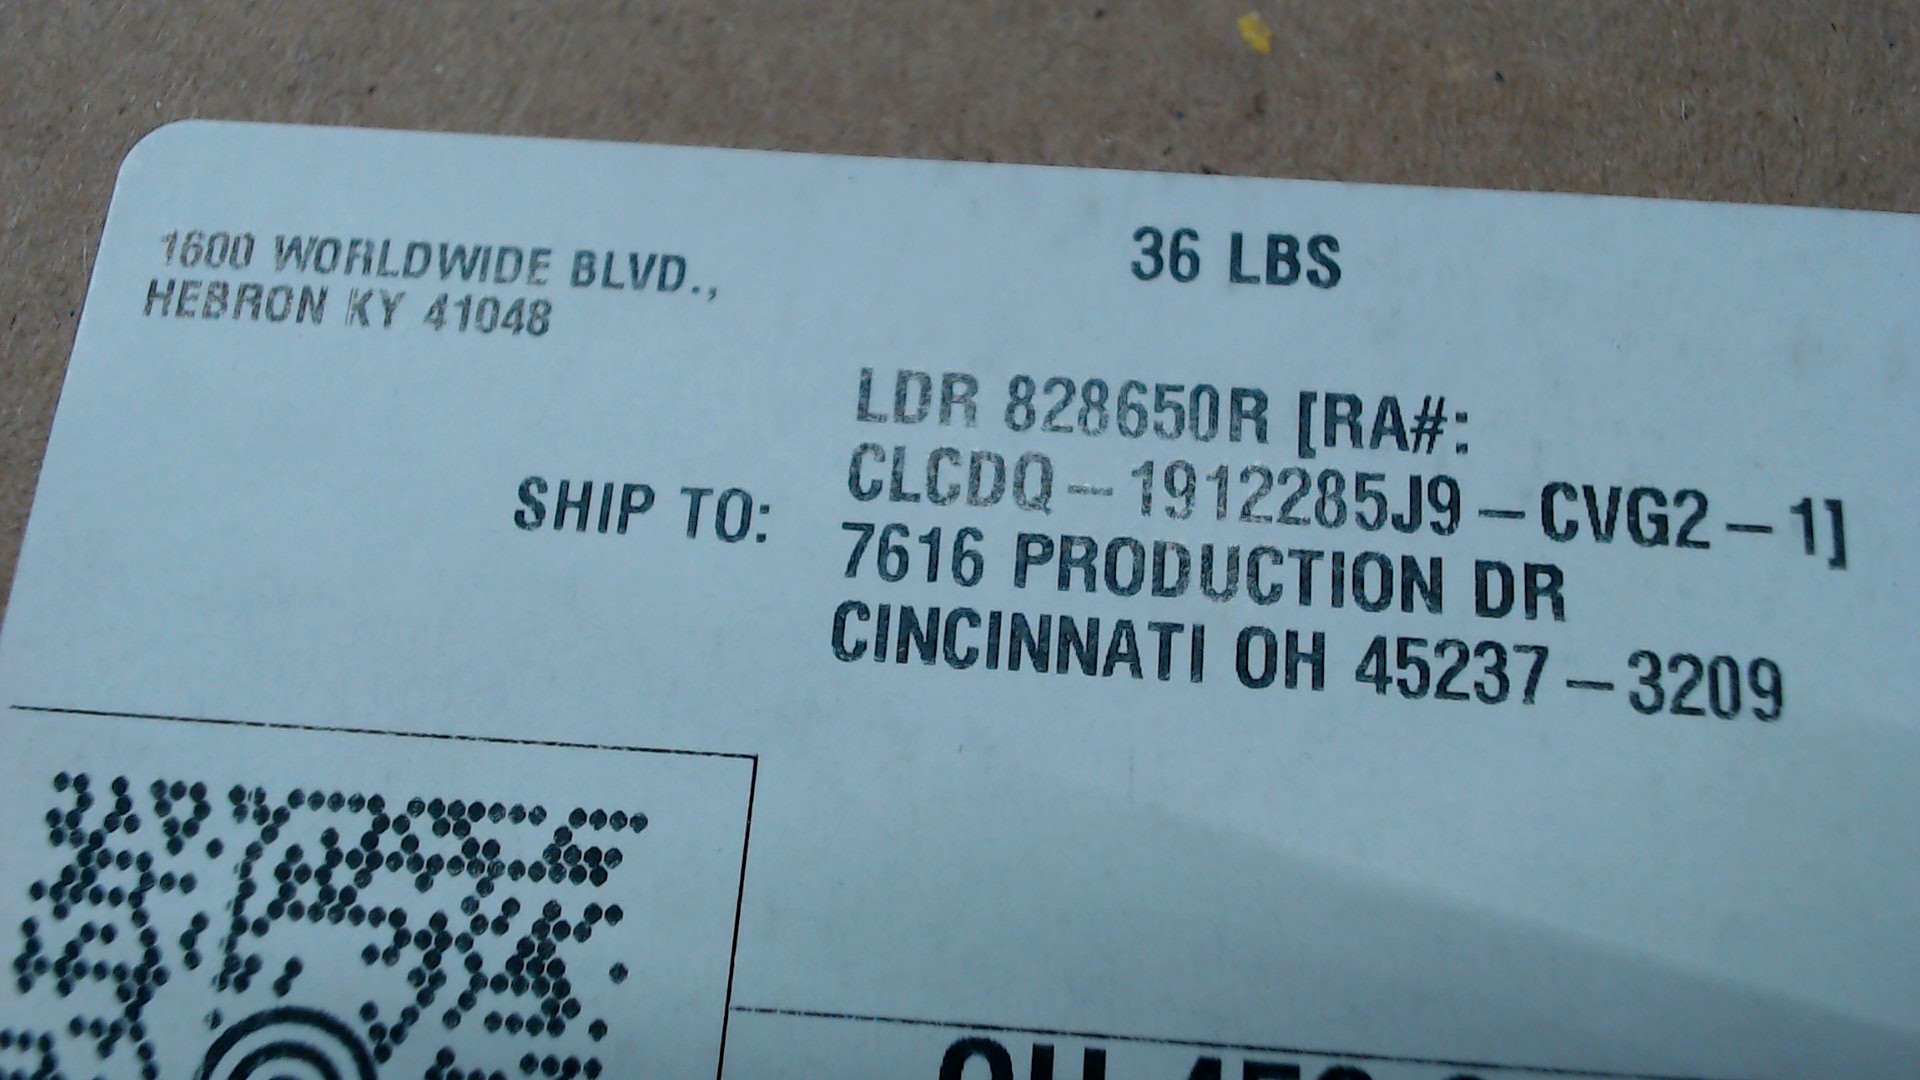 1600 WORLDWIDE BLVD.,
HEBRON KY 41048
36 LBS
SHIP TO:
LDR 828650R [RA#:
CLCDQ-1912285J9-CVG2-1]
7616 PRODUCTION DR
CINCINNATI OH 45237-3209
OH